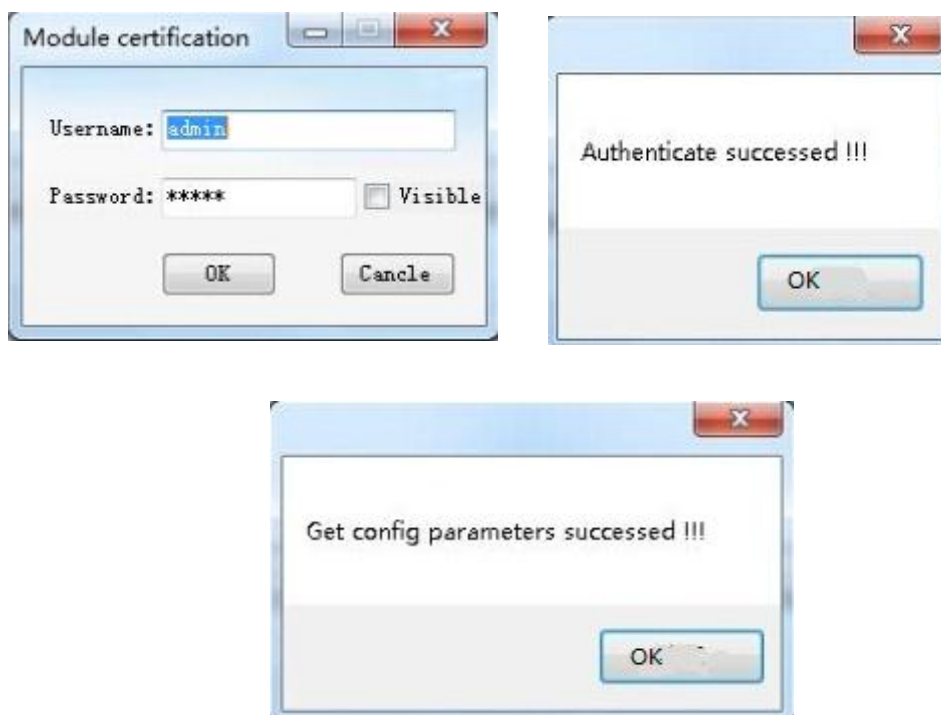 Module certification
Username: admin
Password: ***** Visible
OK Cancle
Authenticate successed !!!
OK
Get config parameters successed !!!
OK